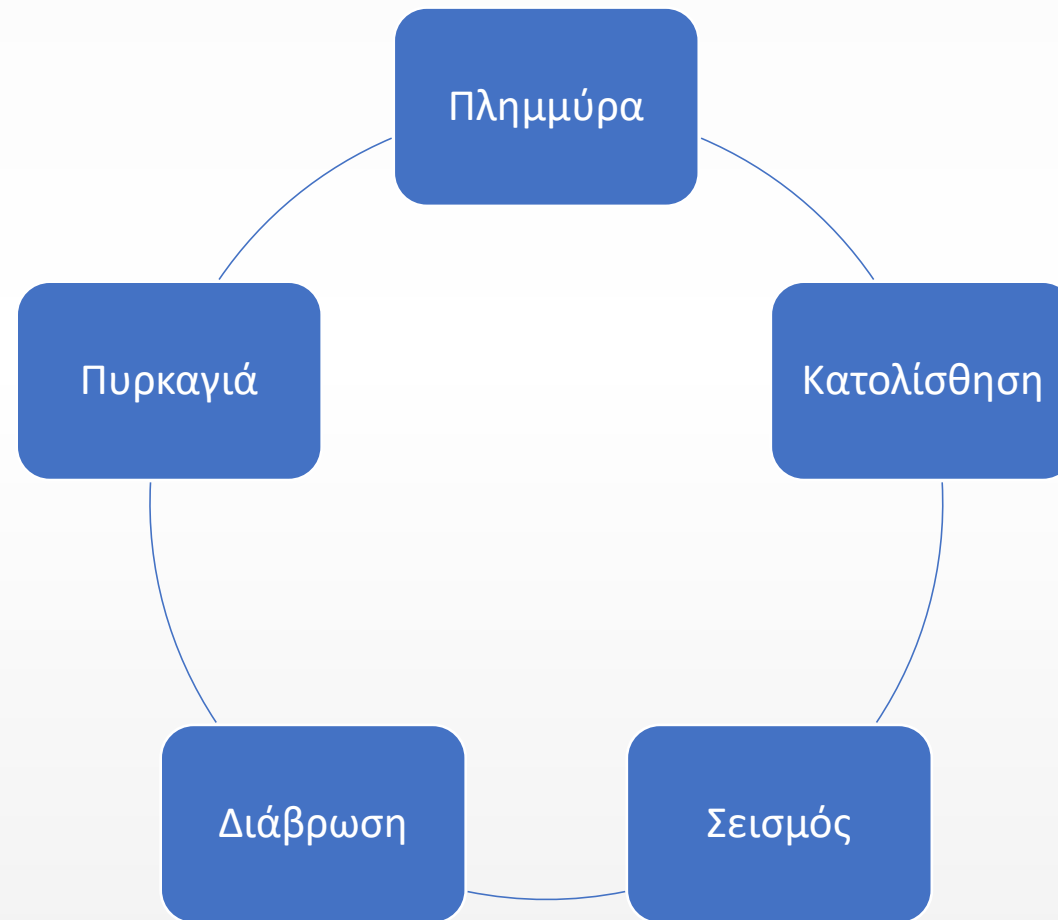 Πλημμύρα
Πυρκαγιά
Κατολίσθηση
Διάβρωση
Σεισμός